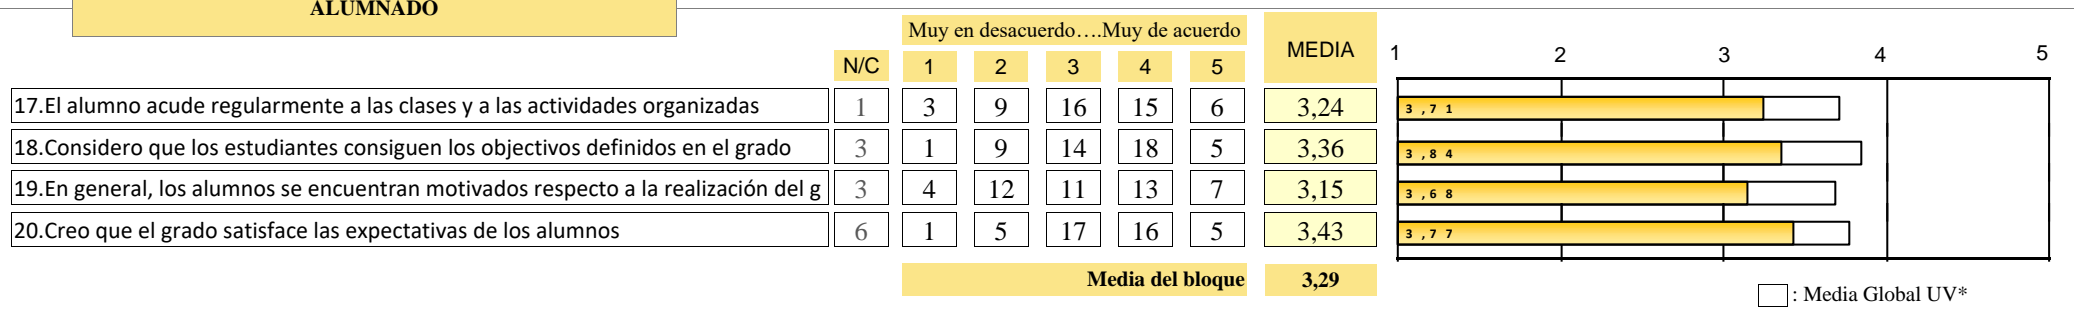 ALUMNADO
Muy en desacuerdo….Muy de acuerdo
MEDIA
N/C 1 2 3 4 5
1 2 3 4 5
17.El alumno acude regularmente a las clases y a las actividades organizadas 1 3 9 16 15 6 3,24 3,71
18.Considero que los estudiantes consiguen los objectivos definidos en el grado 3 1 9 14 18 5 3,36 3,84
19.En general, los alumnos se encuentran motivados respecto a la realización del g 3 4 12 11 13 7 3,15 3,68
20.Creo que el grado satisface las expectativas de los alumnos 6 1 5 17 16 5 3,43 3,77
Media del bloque 3,29
: Media Global UV*